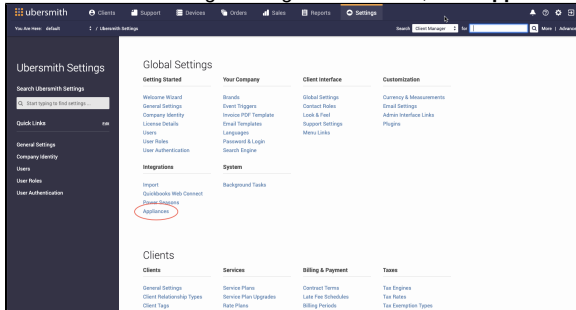 ubersmith
Clients
Support
Devices
Orders
Sales
Reports
Settings
You Are Here: default
/ Ubersmith Settings
Search
Client Manager
for
More | Advanced
Ubersmith Settings
Search Ubersmith Settings
Start typing to find settings...
Quick Links
Edit
General Settings
Company Identity
Users
User Roles
User Authentication
Global Settings
Getting Started
Welcome Wizard
General Settings
Company Identity
License Details
Users
User Roles
User Authentication
Your Company
Brands
Event Triggers
Invoice PDF Template
Email Templates
Languages
Password & Login
Search Engine
Client Interface
Global Settings
Contact Roles
Look & Feel
Support Settings
Menu Links
Customization
Currency & Measurements
Email Settings
Admin Interface Links
Plugins
Integrations
Import
Quickbooks Web Connect
Power Sensors
Appliances
System
Background Tasks
Clients
Clients
General Settings
Client Relationship Types
Client Tags
Services
Service Plans
Service Plan Upgrades
Rate Plans
Billing & Payment
Contract Terms
Late Fee Schedules
Billing Periods
Taxes
Tax Engines
Tax Rates
Tax Exemption Types